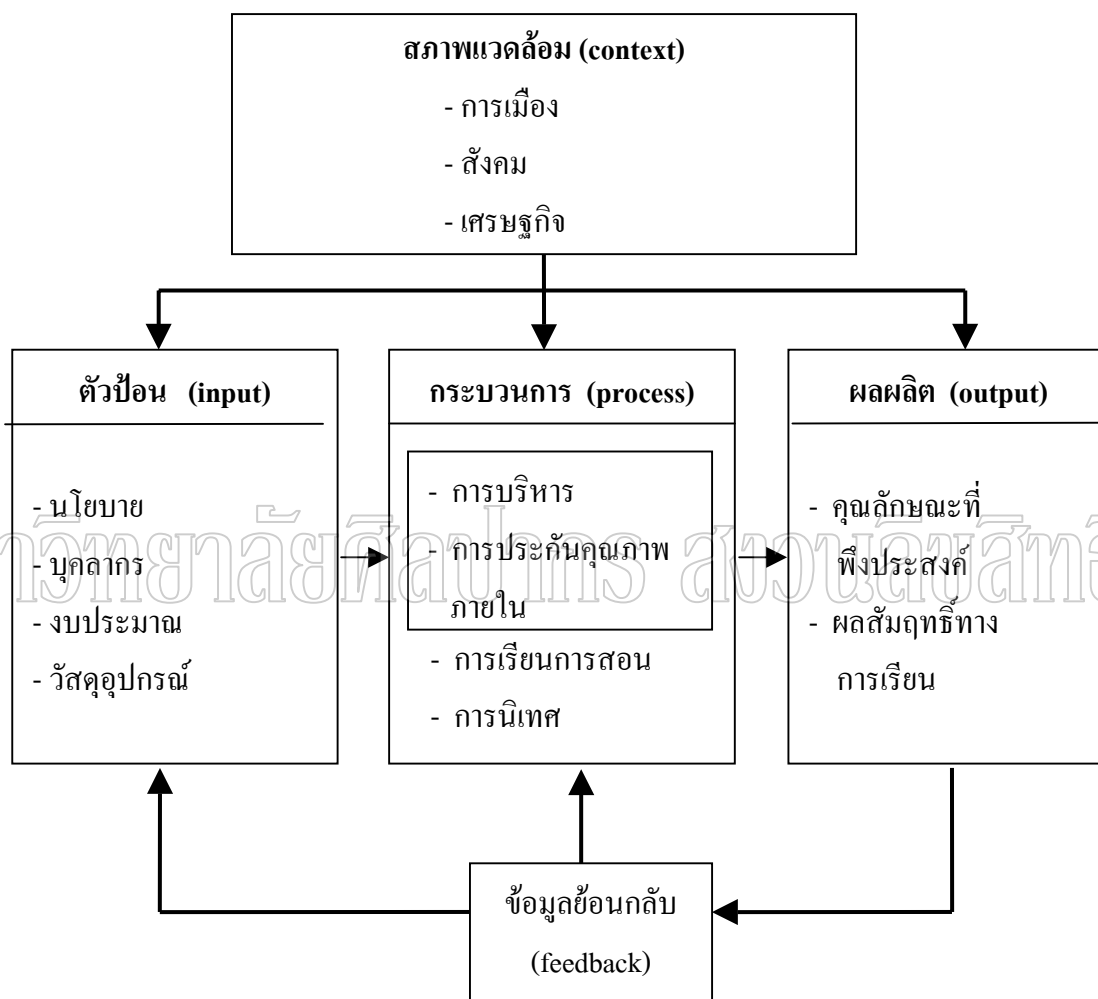 สภาพแวดล้อม (context)
- การเมือง
- สังคม
- เศรษฐกิจ
ตัวป้อน (input)
- นโยบาย
- บุคลากร
- งบประมาณ
- วัสดุอุปกรณ์
กระบวนการ (process)
- การบริหาร
- การประกันคุณภาพ
ภายใน
- การเรียนการสอน
- การนิเทศ
ผลผลิต (output)
- คุณลักษณะที่
พึงประสงค์
- ผลสัมฤทธิ์ทาง
การเรียน
ข้อมูลย้อนกลับ
(feedback)